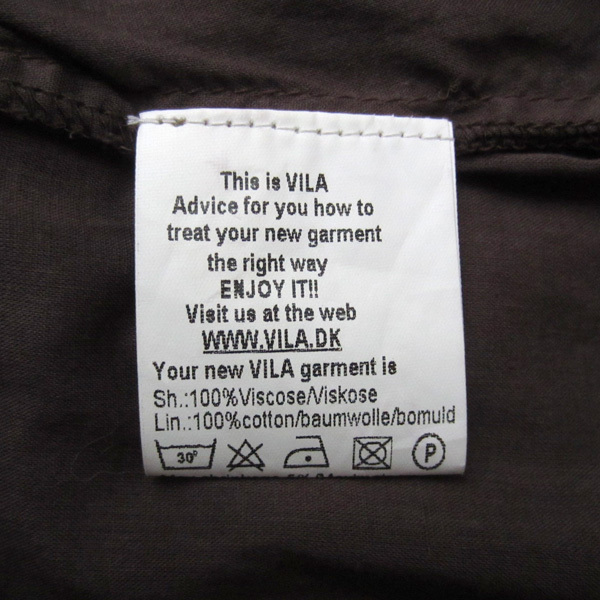 This is VILA
Advice for you how to
treat your new garment
the right way
ENJOY IT!!
Visit us at the web
WWW.VILA.DK
Your new VILA garment is
Sh.:100%Viscose/Viskose
Lin.:100%cotton/baumwolle/bomuld
30° P